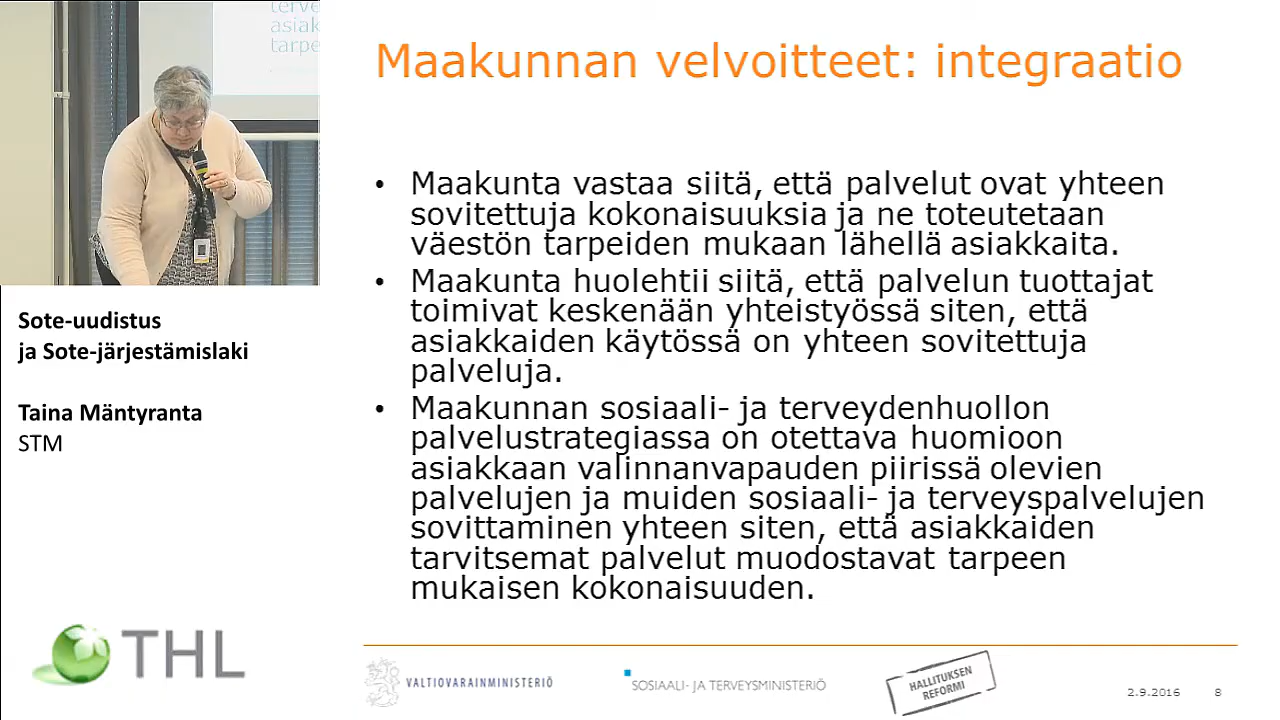 terve
asiak
tarpe
Maakunnan velvoitteet: integraatio
• Maakunta vastaa siitä, että palvelut ovat yhteen
sovitettuja kokonaisuuksia ja ne toteutetaan
väestön tarpeiden mukaan lähellä asiakkaita.
• Maakunta huolehtii siitä, että palvelun tuottajat
toimivat keskenään yhteistyössä siten, että
asiakkaiden käytössä on yhteen sovitettuja
palveluja.
• Maakunnan sosiaali- ja terveydenhuollon
palvelustrategiassa on otettava huomioon
asiakkaan valinnanvapauden piirissä olevien
palvelujen ja muiden sosiaali- ja terveyspalvelujen
sovittaminen yhteen siten, että asiakkaiden
tarvitsemat palvelut muodostavat tarpeen
mukaisen kokonaisuuden.
Sote-uudistus
ja Sote-järjestämislaki
Taina Mäntyranta
STM
THL
VALTIOVARAINMINISTERIÖ
SOSIAALI- JA TERVEYSMINISTERIÖ
HALLITUKSEN
REFORMI
2.9.2016 8